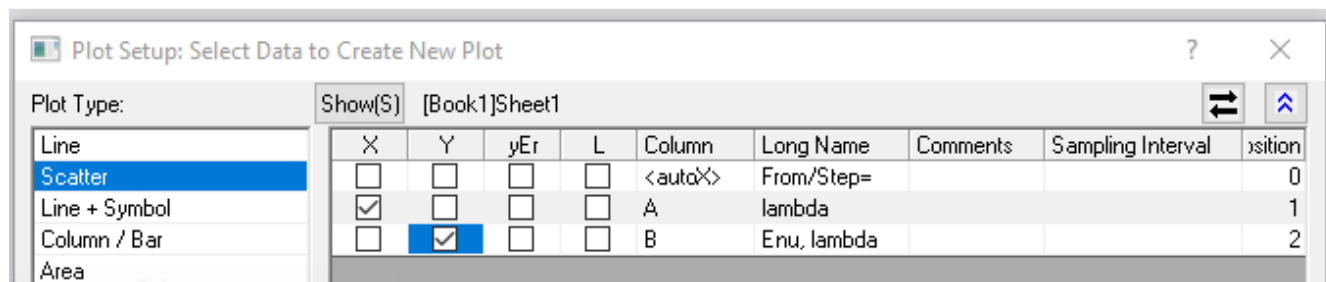 Plot Setup: Select Data to Create New Plot ?
Plot Type: Show(S) [Book1]Sheet1
Line X Y yEr L Column Long Name Comments Sampling Interval osition
Scatter <autoX> From/Step= 0
Line + Symbol A lambda 1
Column / Bar B Enu, lambda 2
Area